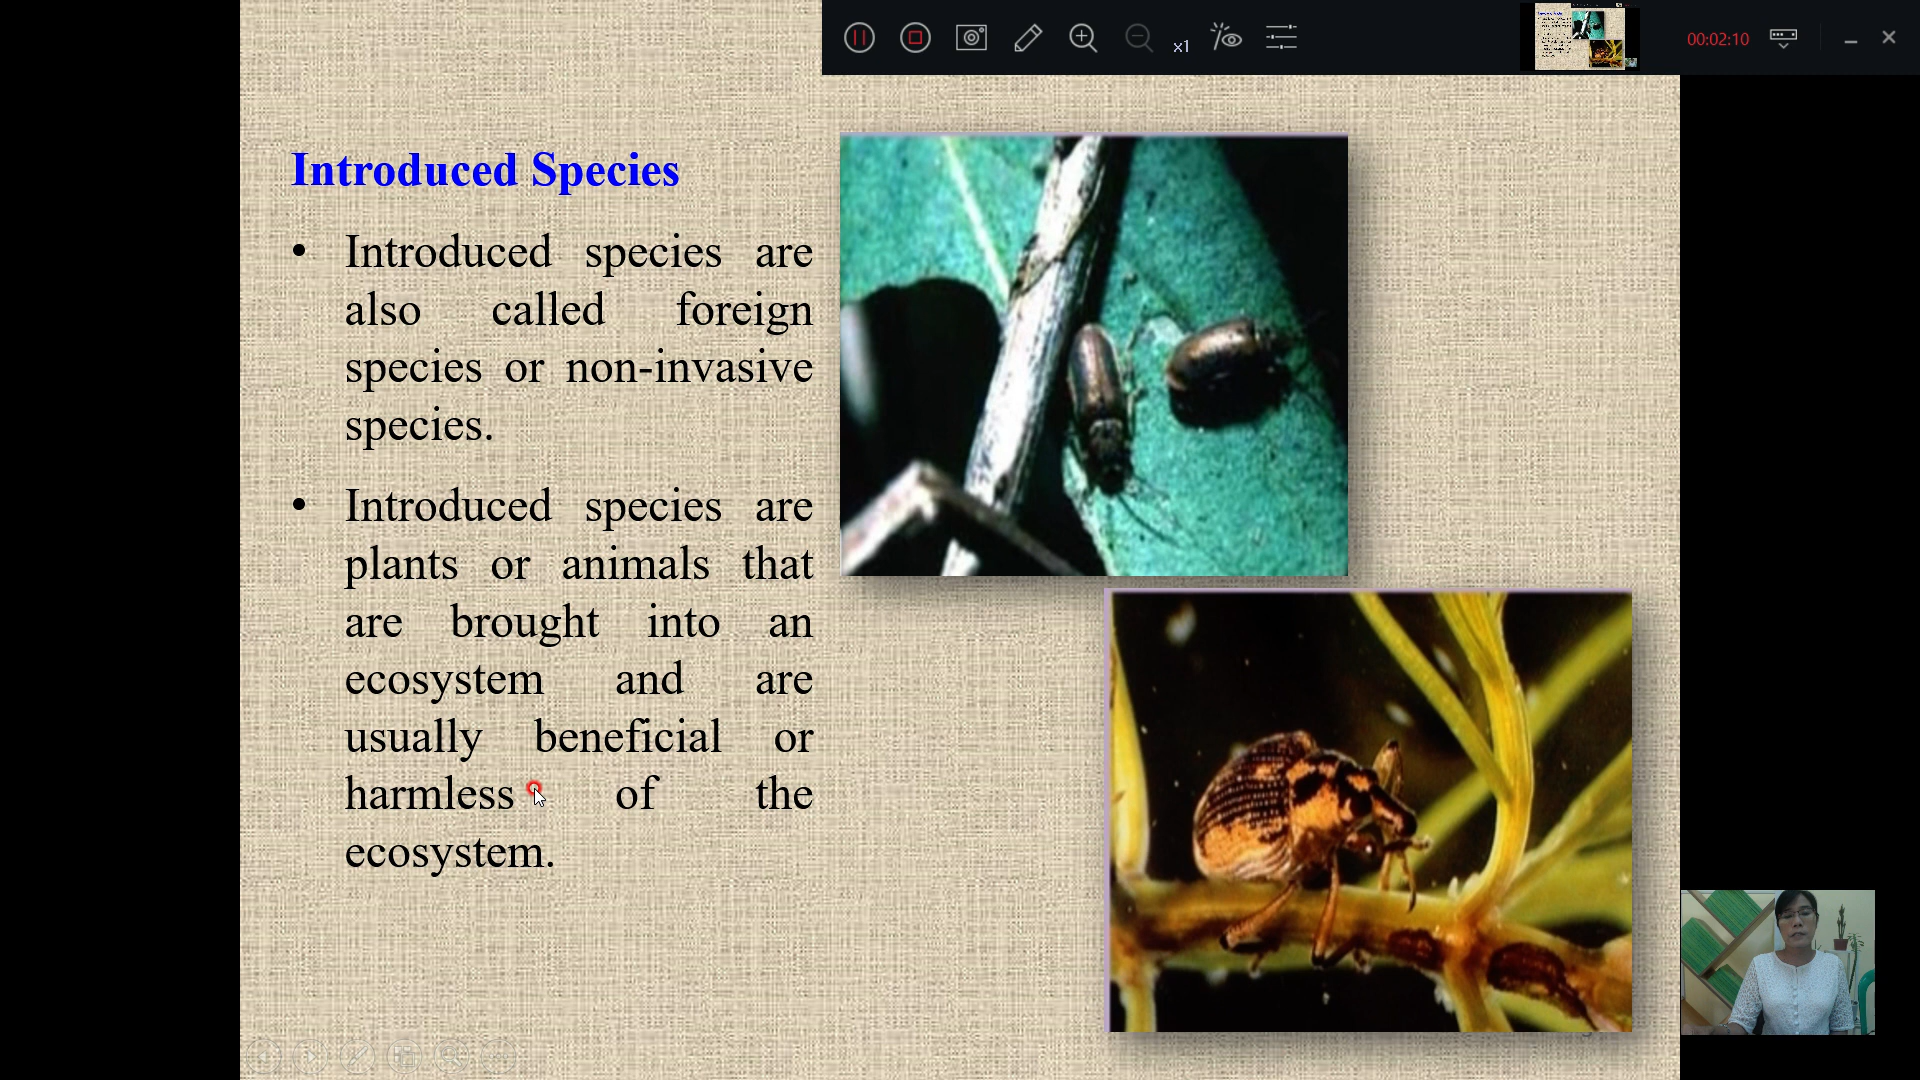 x1
00:02:10
Introduced Species
• Introduced species are
also called foreign
species or non-invasive
species.
• Introduced species are
plants or animals that
are brought into an
ecosystem and are
usually beneficial or
harmless of the
ecosystem.